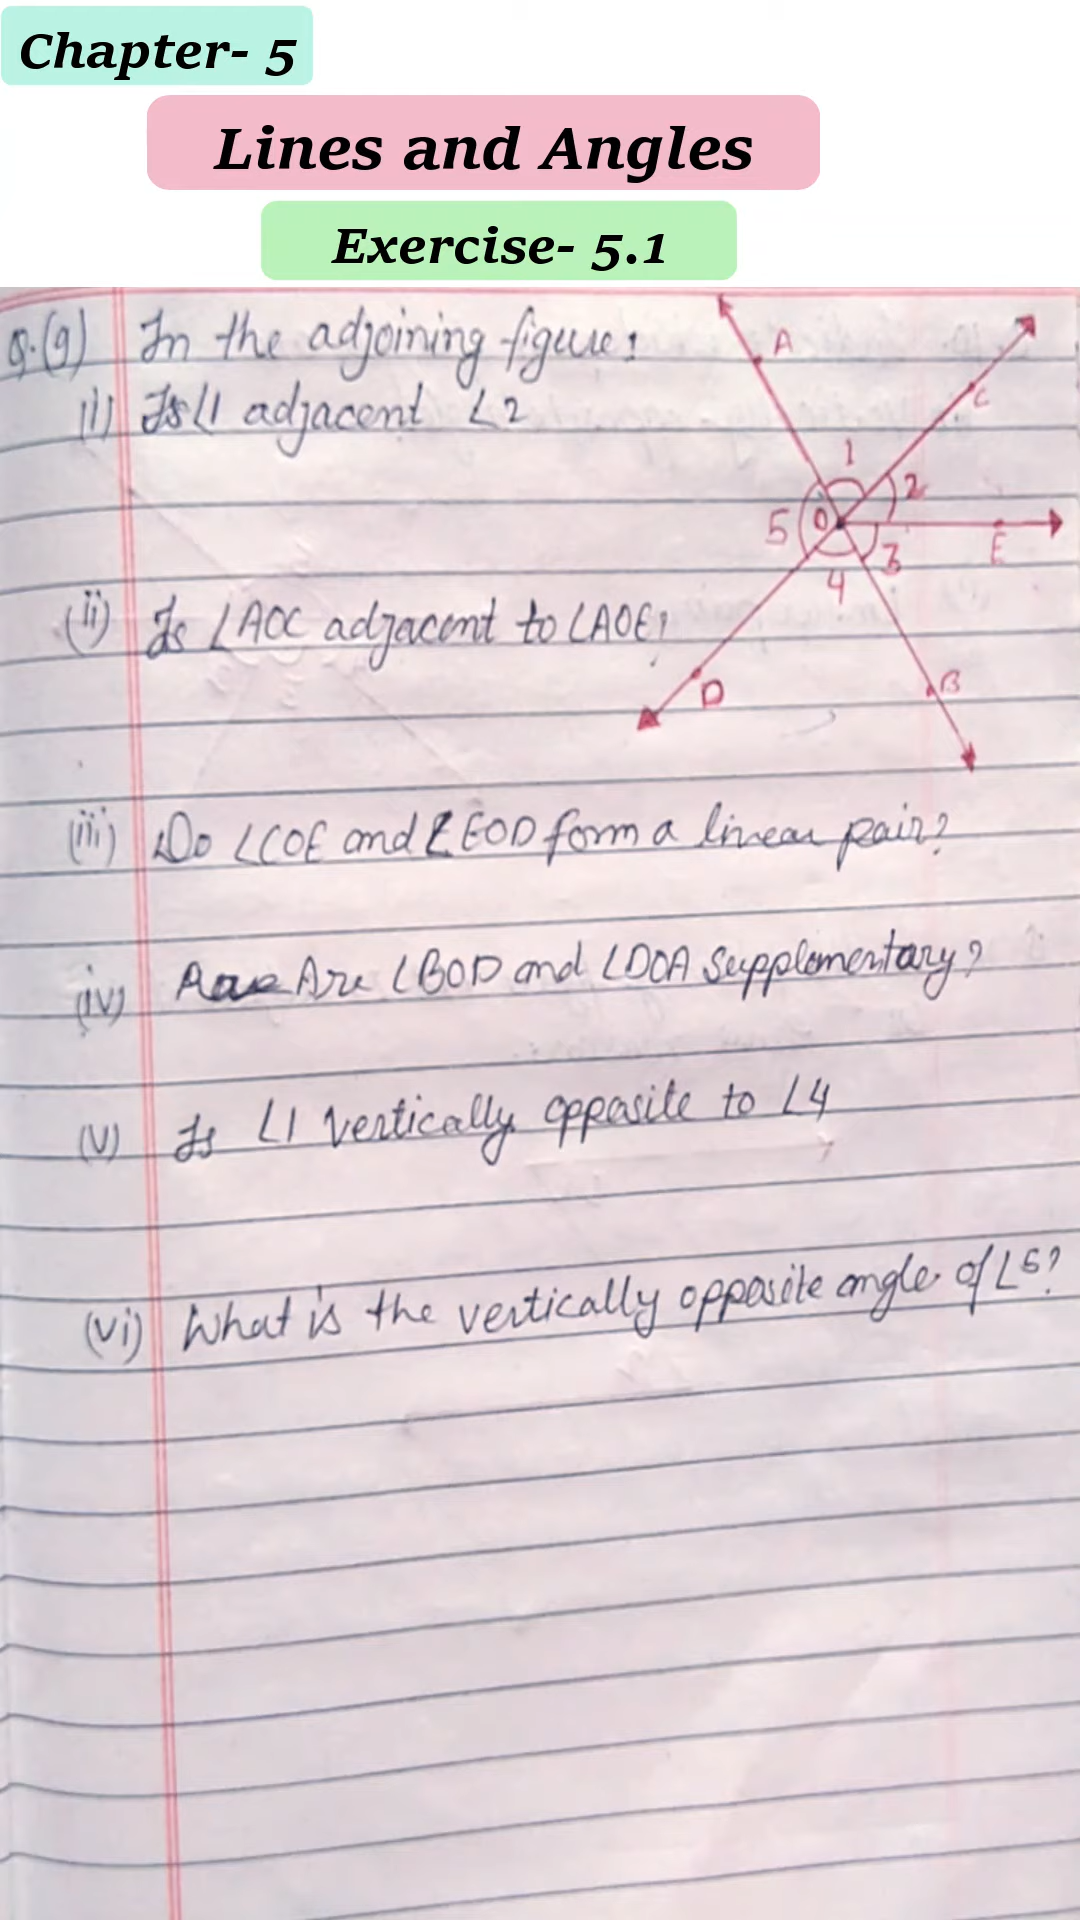 Chapter- 5
Lines and Angles
Exercise- 5.1
Q.(9) In the adjoining figure:
(i) Is ∠1 adjacent ∠2
A
C
1
2
5
O
E
3
4
(ii) Is ∠AOC adjacent to ∠AOE?
D
B
(iii) Do ∠COE and ∠EOD form a linear pair?
(iv) Are ∠BOD and ∠DOA Supplementary?
(v) Is ∠1 vertically opposite to ∠4
(vi) What is the vertically opposite angle of ∠5?